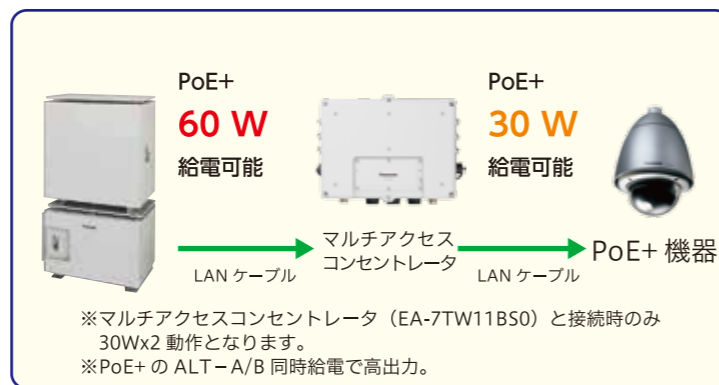 PoE+
60 W
給電可能
PoE+
30 W
給電可能
LAN ケーブル
マルチアクセス
コンセントレータ
LAN ケーブル
PoE+ 機器
※マルチアクセスコンセントレータ（EA-7TW11BS0）と接続時のみ
30Wx2 動作となります。
※PoE+ の ALT−A/B 同時給電で高出力。